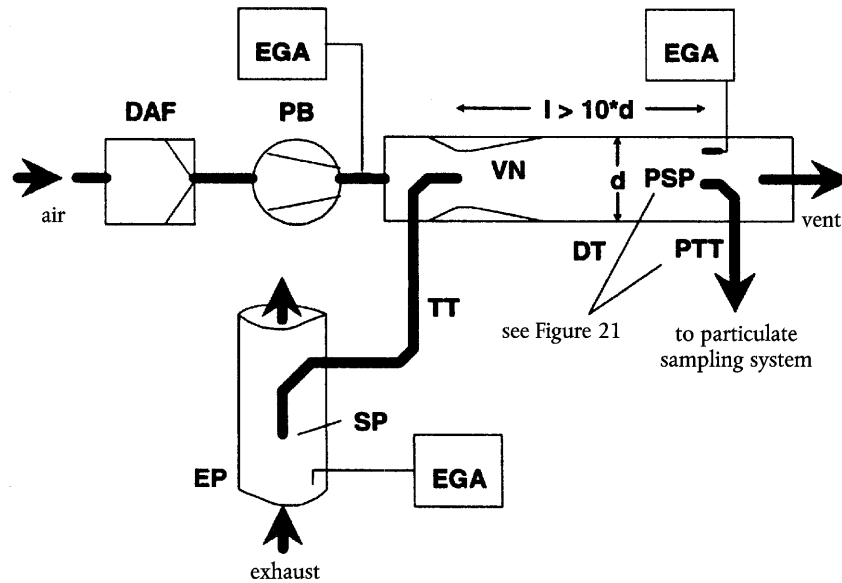 EGA
EGA
DAF
PB
l > 10*d
VN
d
PSP
air
vent
DT
PTT
TT
see Figure 21
to particulate
sampling system
SP
EP
EGA
exhaust